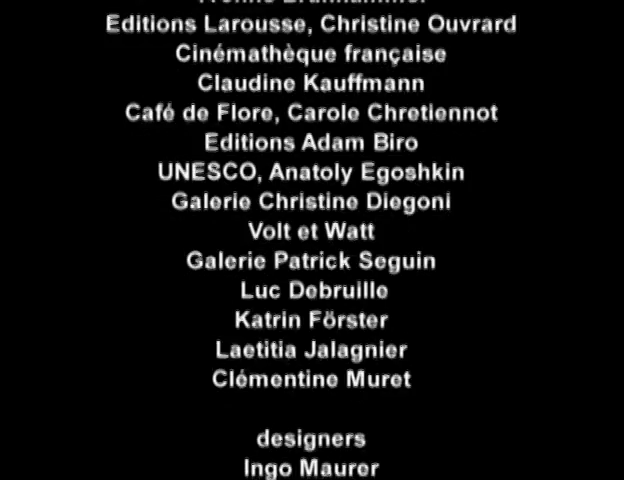 Editions Larousse, Christine Ouvrard
Cinémathèque française
Claudine Kauffmann
Café de Flore, Carole Chretiennot
Editions Adam Biro
UNESCO, Anatoly Egoshkin
Galerie Christine Diegoni
Volt et Watt
Galerie Patrick Seguin
Luc Debruille
Katrin Förster
Laetitia Jalagnier
Clémentine Muret
designers
Ingo Maurer